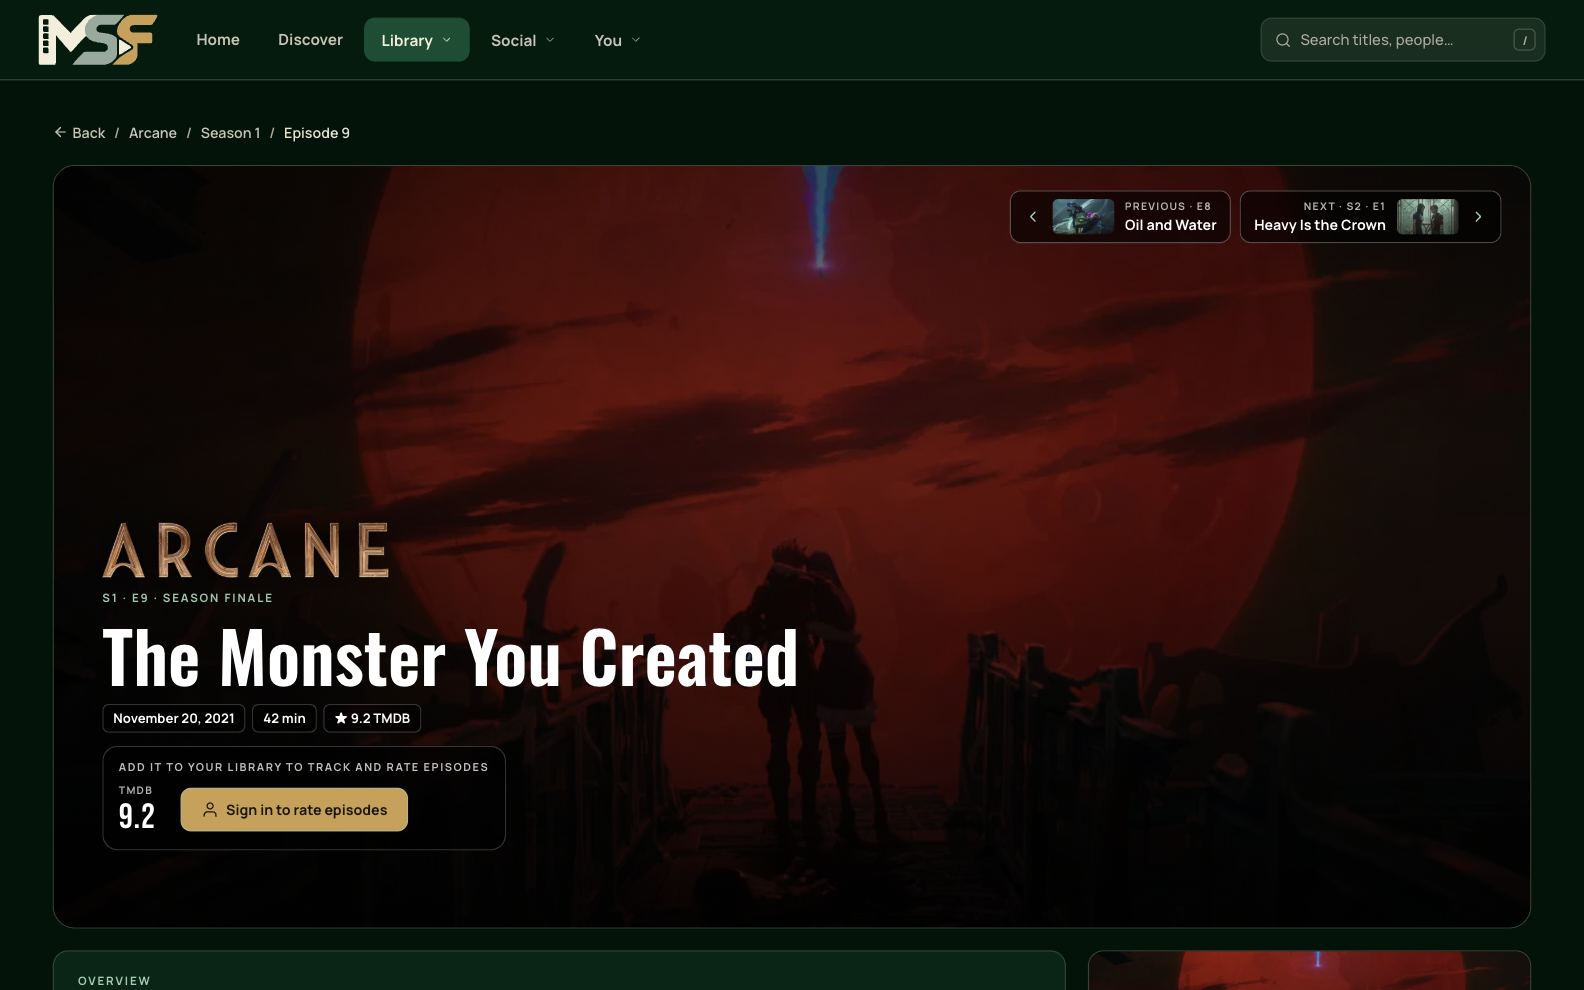 MSF
Home
Discover
Library
Social
You
Search titles, people…
/
Back / Arcane / Season 1 / Episode 9
PREVIOUS · E8
Oil and Water
NEXT · S2 · E1
Heavy Is the Crown
ARCANE
S1 · E9 · SEASON FINALE
The Monster You Created
November 20, 2021
42 min
★ 9.2 TMDB
ADD IT TO YOUR LIBRARY TO TRACK AND RATE EPISODES
TMDB
9.2
Sign in to rate episodes
OVERVIEW